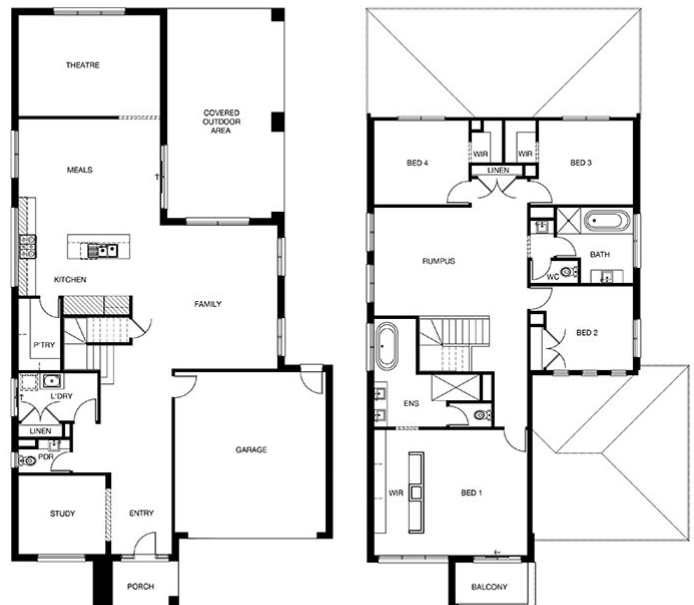 THEATRE
COVERED
OUTDOOR
AREA
MEALS
KITCHEN
FAMILY
P'TRY
L'DRY
LINEN
PDR
GARAGE
STUDY
ENTRY
PORCH
BED 4
WIR
WIR
BED 3
LINEN
RUMPUS
BATH
WC
BED 2
ENS
WIR
BED 1
BALCONY